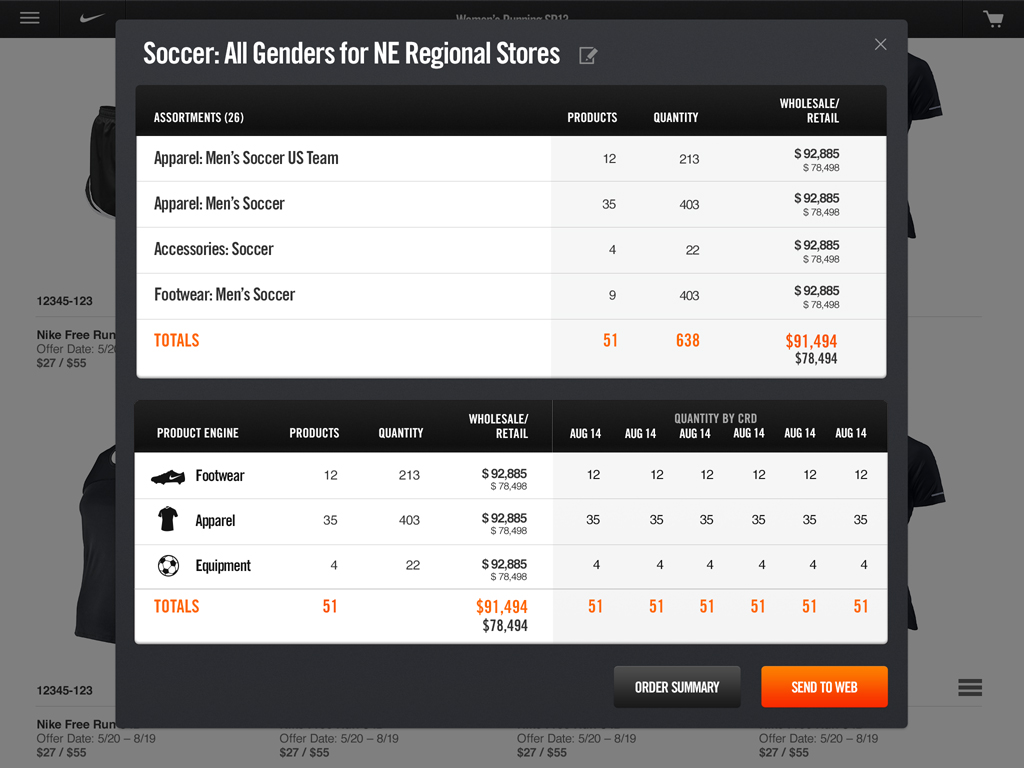 Women's Running SP13
Soccer: All Genders for NE Regional Stores
ASSORTMENTS (26) PRODUCTS QUANTITY WHOLESALE/
RETAIL
Apparel: Men's Soccer US Team 12 213 $ 92,885
$ 78,498
Apparel: Men's Soccer 35 403 $ 92,885
$ 78,498
Accessories: Soccer 4 22 $ 92,885
$ 78,498
Footwear: Men's Soccer 9 403 $ 92,885
$ 78,498
TOTALS 51 638 $91,494
$78,494
QUANTITY BY CRD
PRODUCT ENGINE PRODUCTS QUANTITY WHOLESALE/
RETAIL AUG 14 AUG 14 AUG 14 AUG 14 AUG 14 AUG 14
Footwear 12 213 $ 92,885 12 12 12 12 12 12
$ 78,498
Apparel 35 403 $ 92,885 35 35 35 35 35 35
$ 78,498
Equipment 4 22 $ 92,885 4 4 4 4 4 4
$ 78,498
TOTALS 51 $91,494 51 51 51 51 51 51
$78,494
ORDER SUMMARY SEND TO WEB
12345-123
Nike Free Run
Offer Date: 5/20
$27 / $55
12345-123
Nike Free Run
Offer Date: 5/20 – 8/19 Offer Date: 5/20 – 8/19 Offer Date: 5/20 – 8/19 Offer Date: 5/20 – 8/19
$27 / $55 $27 / $55 $27 / $55 $27 / $55